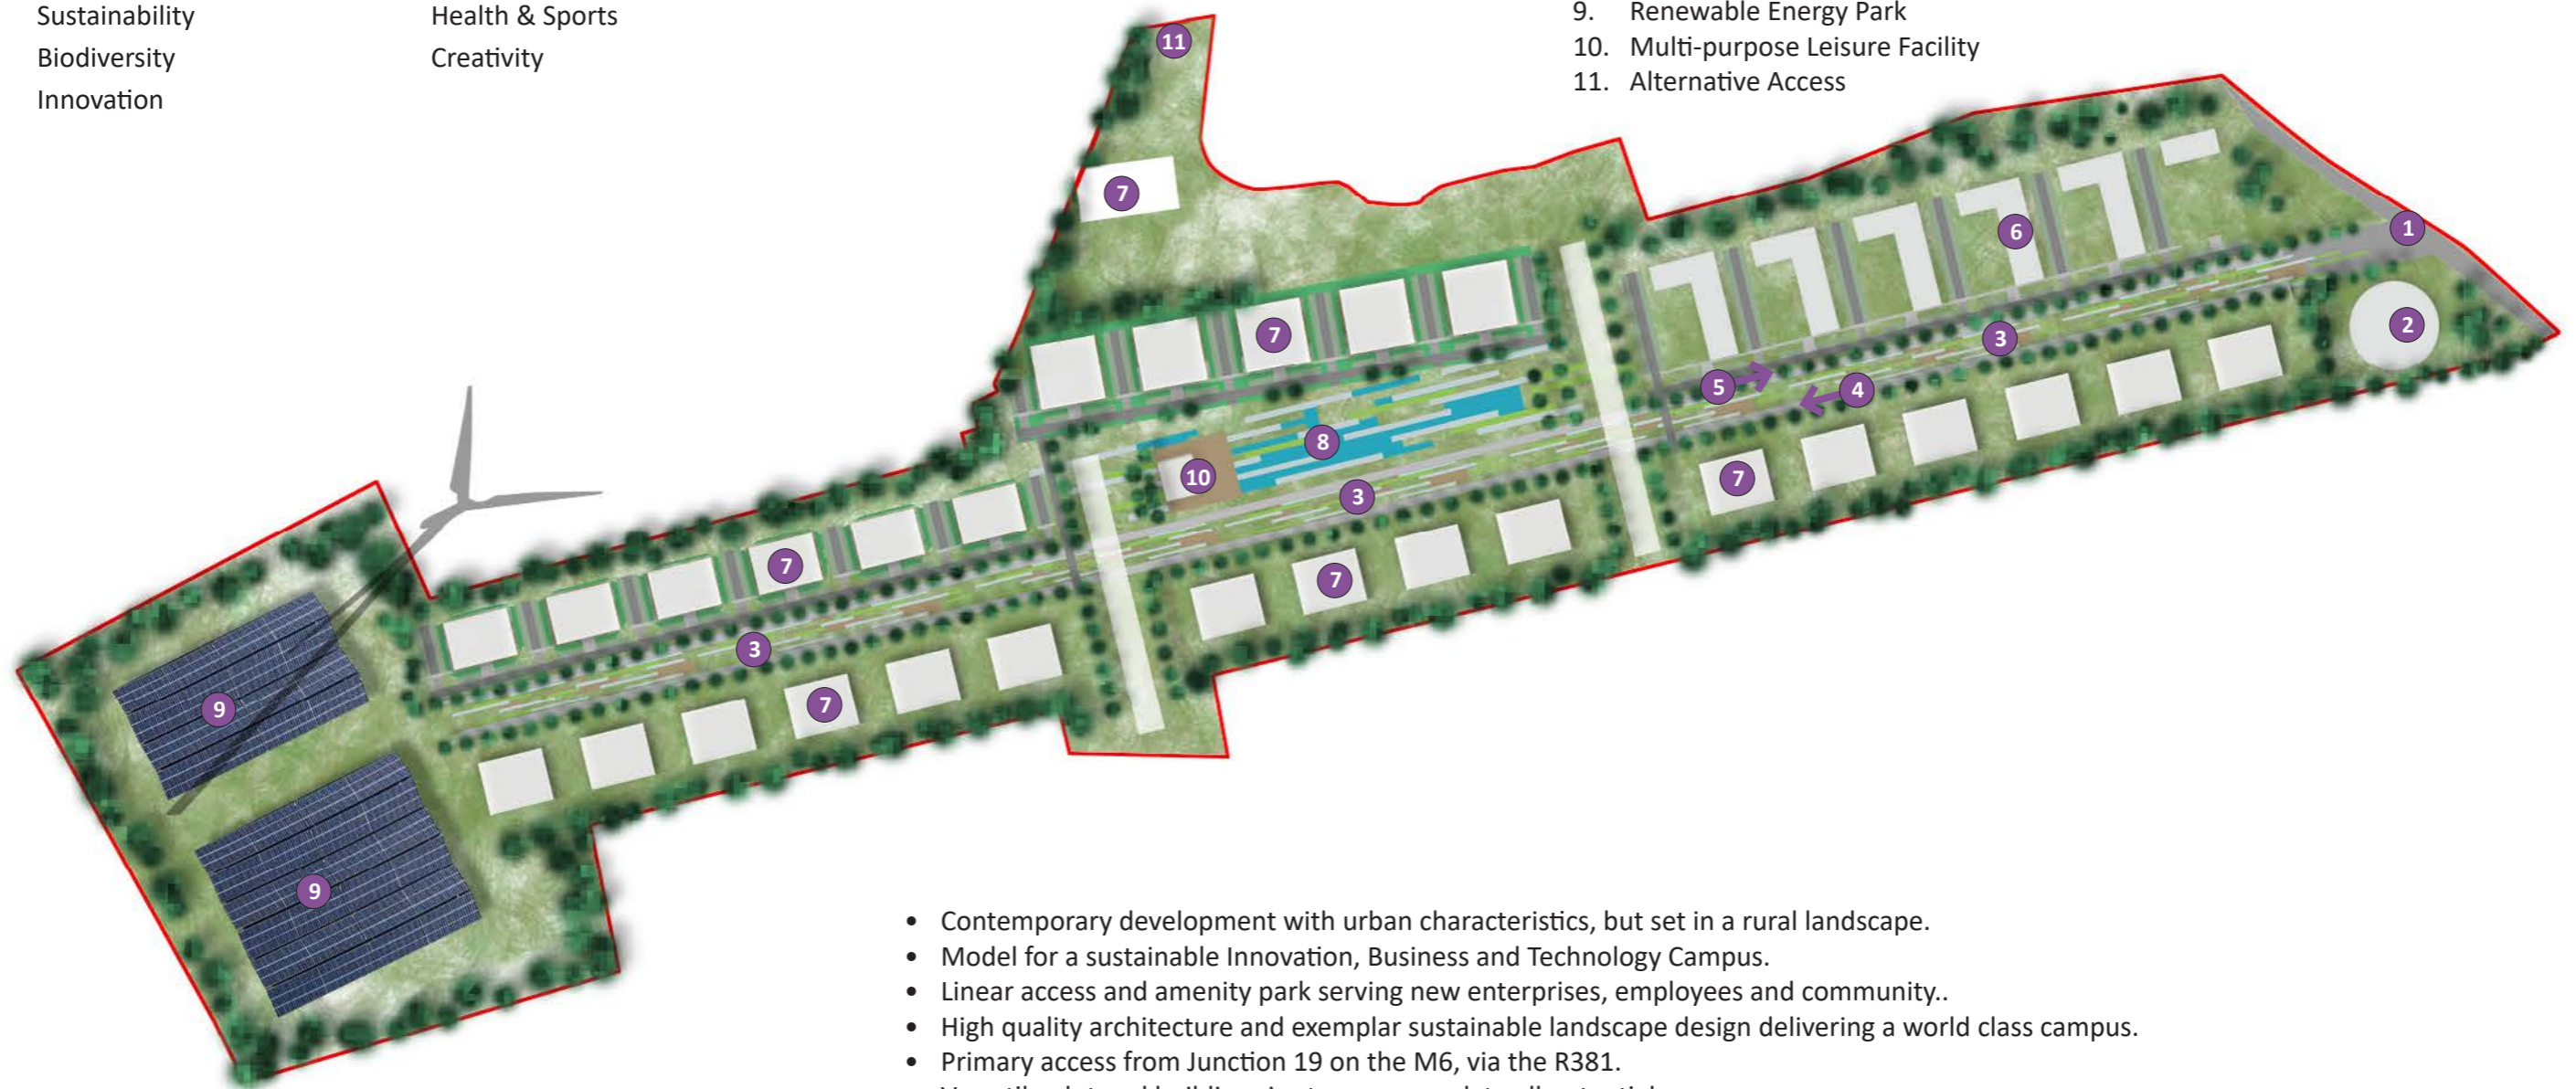 Sustainability
Biodiversity
Innovation
Health & Sports
Creativity
9. Renewable Energy Park
10. Multi-purpose Leisure Facility
11. Alternative Access
11
7
1
6
2
7
3
5
4
8
10
7
3
7
7
3
7
9
9
• Contemporary development with urban characteristics, but set in a rural landscape.
• Model for a sustainable Innovation, Business and Technology Campus.
• Linear access and amenity park serving new enterprises, employees and community..
• High quality architecture and exemplar sustainable landscape design delivering a world class campus.
• Primary access from Junction 19 on the M6, via the R381.